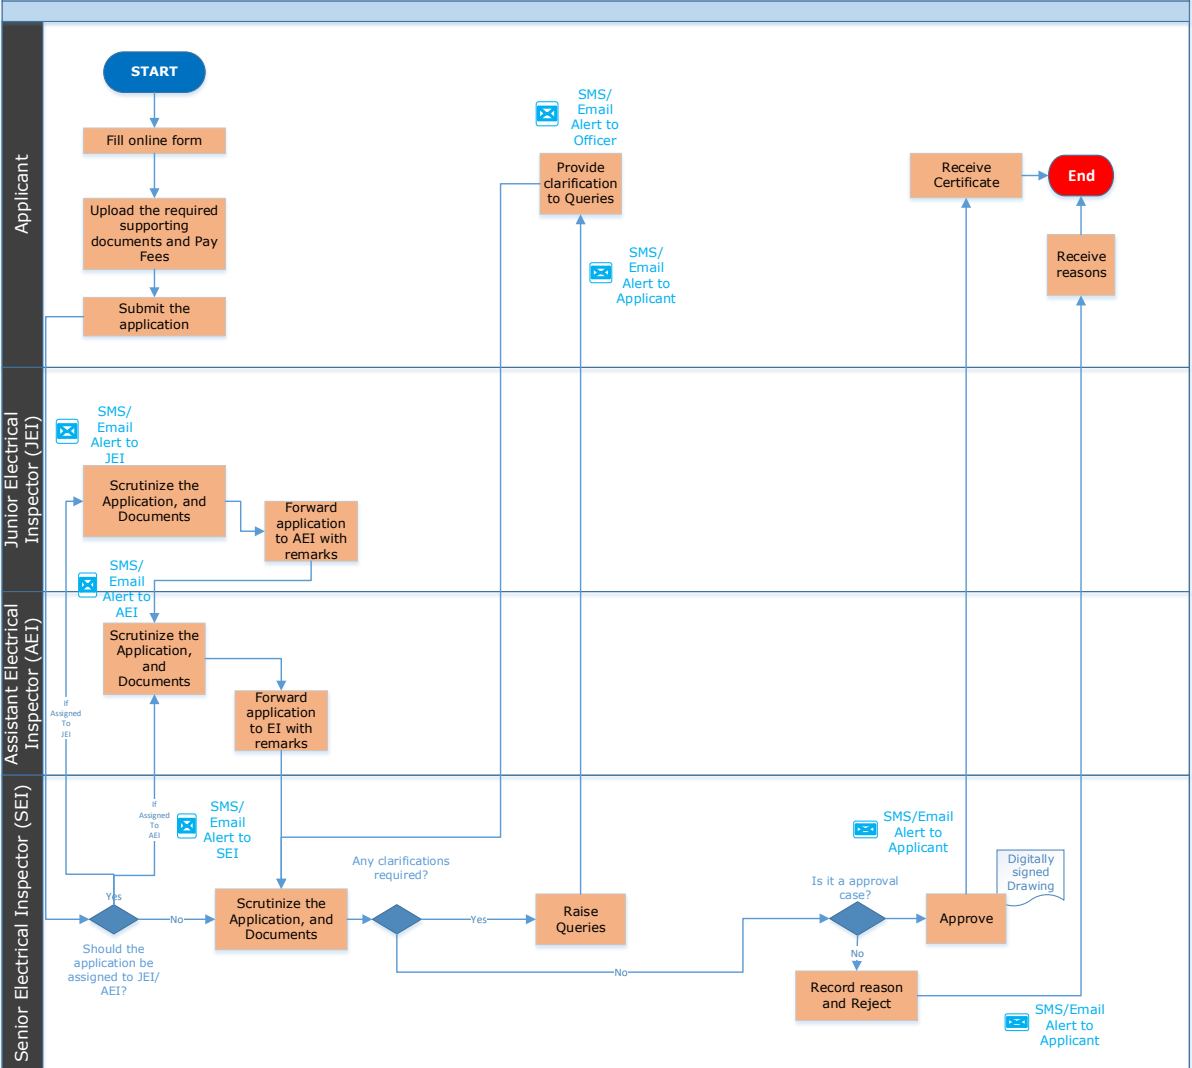 Applicant
START
Fill online form
Upload the required
supporting
documents and Pay
Fees
Submit the
application
SMS/
Email
Alert to
Officer
Provide
clarification
to Queries
SMS/
Email
Alert to
Applicant
Receive
Certificate
End
Receive
reasons
Junior Electrical
Inspector (JEI)
SMS/
Email
Alert to
JEI
Scrutinize the
Application, and
Documents
Forward
application
to AEI with
remarks
SMS/
Email
Alert to
AEI
Assistant Electrical
Inspector (AEI)
Scrutinize the
Application,
and
Documents
Forward
application
to EI with
remarks
If
Assigned
To
JEI
Senior Electrical Inspector (SEI)
If
Assigned
To
AEI
SMS/
Email
Alert to
SEI
Yes
No
Should the
application be
assigned to JEI/
AEI?
Scrutinize the
Application, and
Documents
Any clarifications
required?
Yes
No
Raise
Queries
Is it a approval
case?
No
SMS/Email
Alert to
Applicant
Approve
Digitally
signed
Drawing
Record reason
and Reject
SMS/Email
Alert to
Applicant